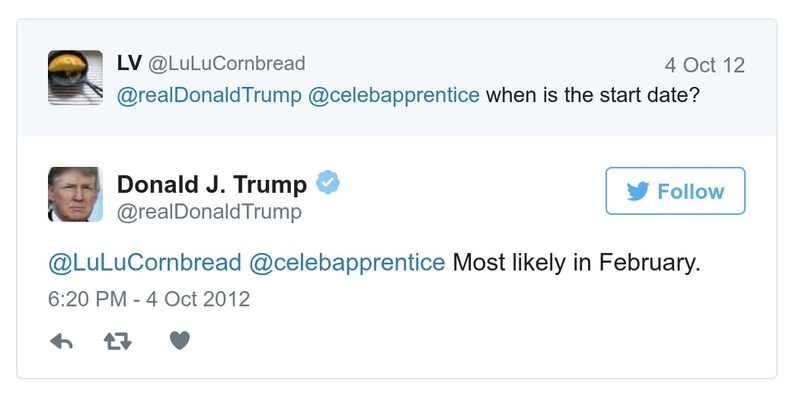 LV @LuLuCornbread 4 Oct 12
@realDonaldTrump @celebapprentice when is the start date?
Donald J. Trump
Follow
@realDonaldTrump
@LuLuCornbread @celebapprentice Most likely in February.
6:20 PM - 4 Oct 2012